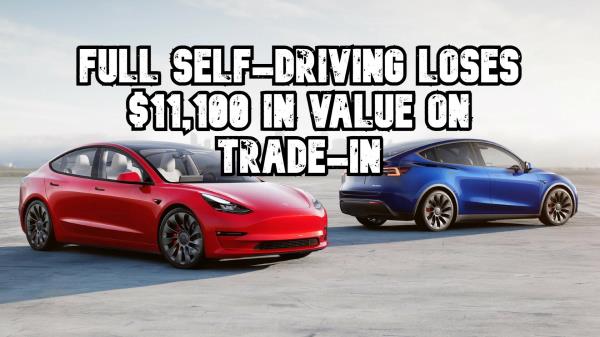 FULL SELF-DRIVING LOSES
$11,100 IN VALUE ON
TRADE-IN